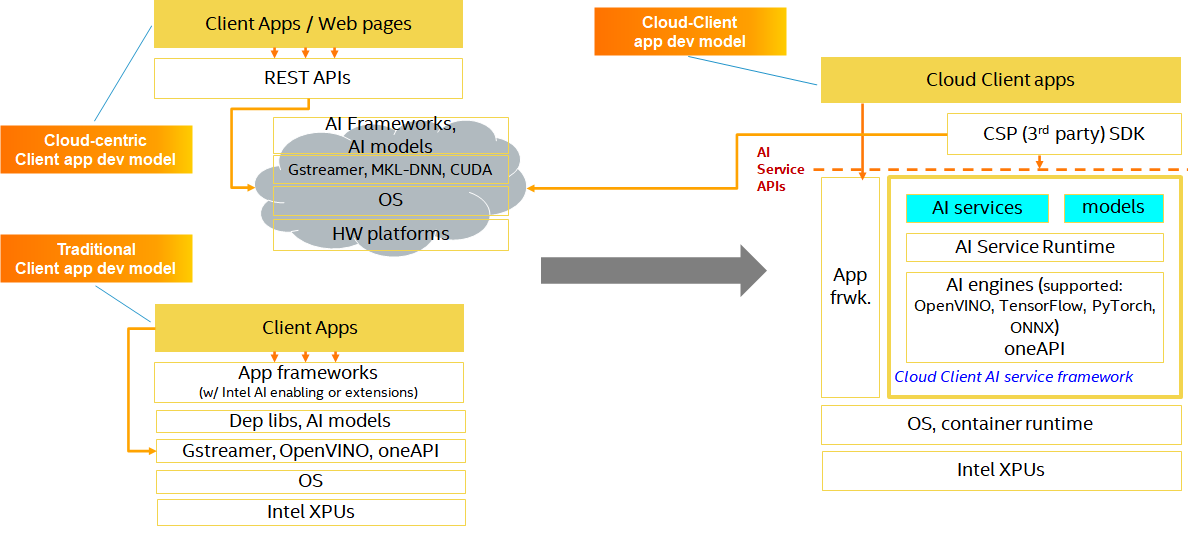 Client Apps / Web pages
REST APIs
Cloud-centric
Client app dev model
AI Frameworks,
AI models
Gstreamer, MKL-DNN, CUDA
OS
HW platforms
Traditional
Client app dev model
Client Apps
App frameworks
(w/ Intel AI enabling or extensions)
Dep libs, AI models
Gstreamer, OpenVINO, oneAPI
OS
Intel XPUs
Cloud-Client
app dev model
Cloud Client apps
CSP (3rd party) SDK
AI
Service
APIs
App
frwk.
AI services
models
AI Service Runtime
AI engines (supported:
OpenVINO, TensorFlow, PyTorch,
ONNX)
oneAPI
Cloud Client AI service framework
OS, container runtime
Intel XPUs